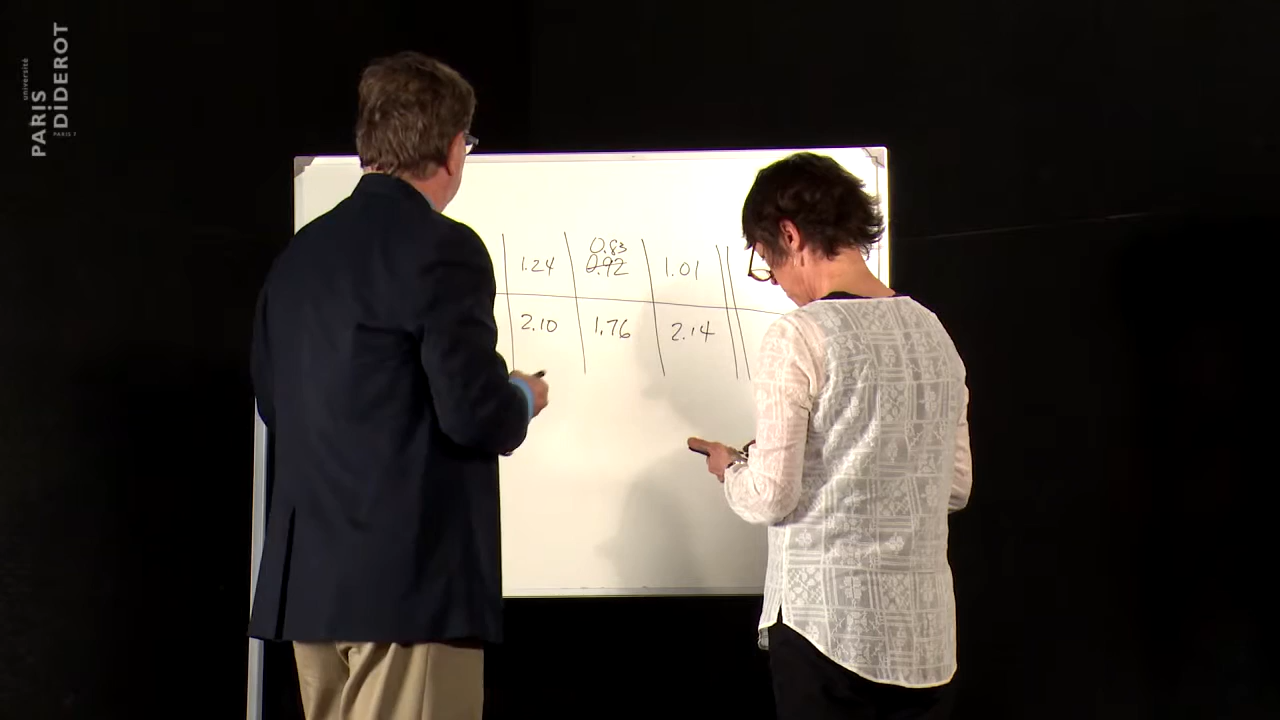 université
PARIS
DiDEROT
PARIS 7
0.83
1.24 0.92 1.01
2.10 1.76 2.14